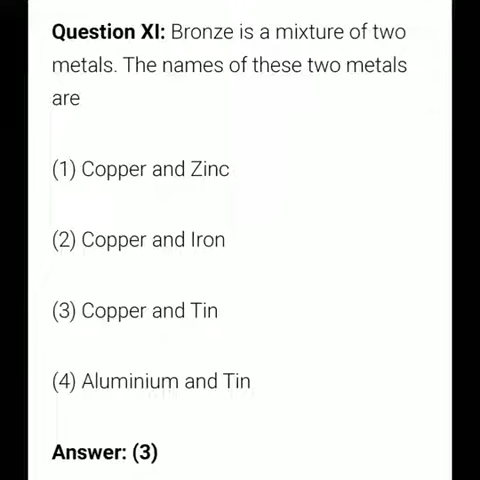 Question XI: Bronze is a mixture of two
metals. The names of these two metals
are
(1) Copper and Zinc
(2) Copper and Iron
(3) Copper and Tin
(4) Aluminium and Tin
Answer: (3)